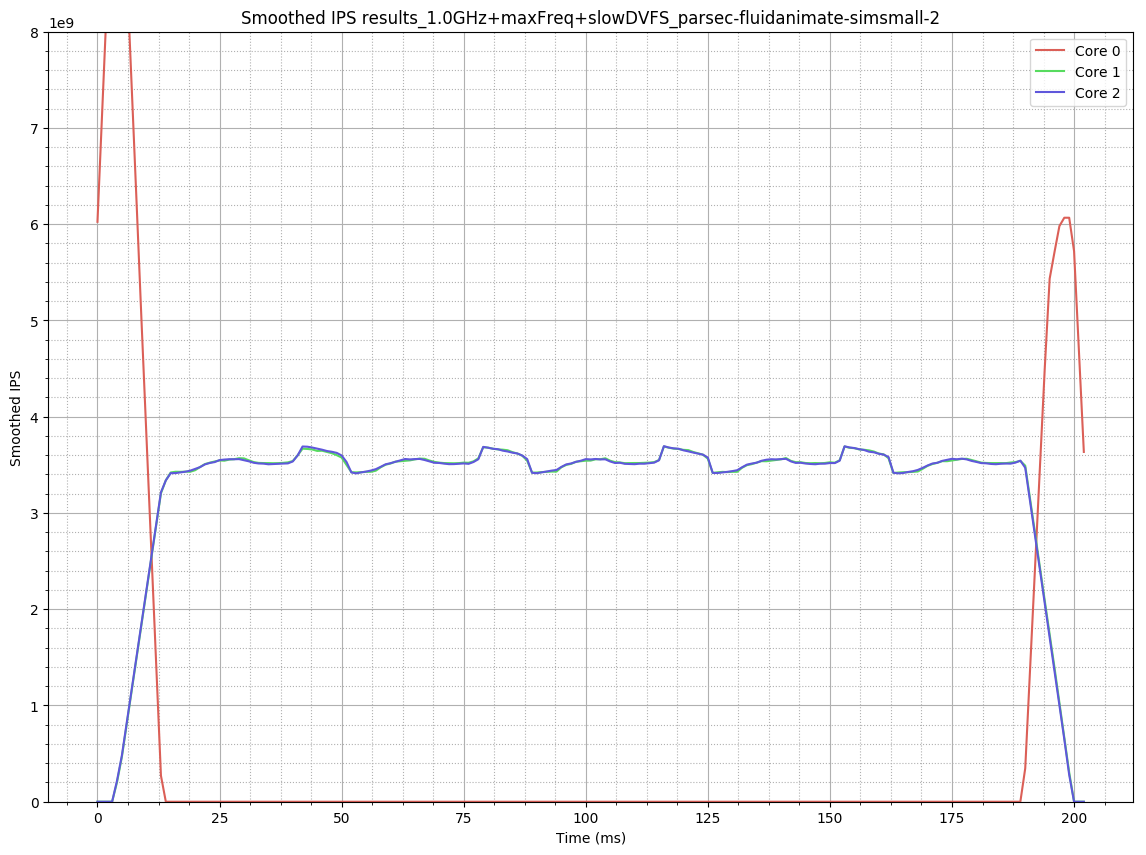 Smoothed IPS results_1.0GHz+maxFreq+slowDVFS_parsec-fluidanimate-simsmall-2
1e9
8
7
6
5
4
3
2
1
0
Smoothed IPS
Core 0
Core 1
Core 2
0 25 50 75 100 125 150 175 200
Time (ms)